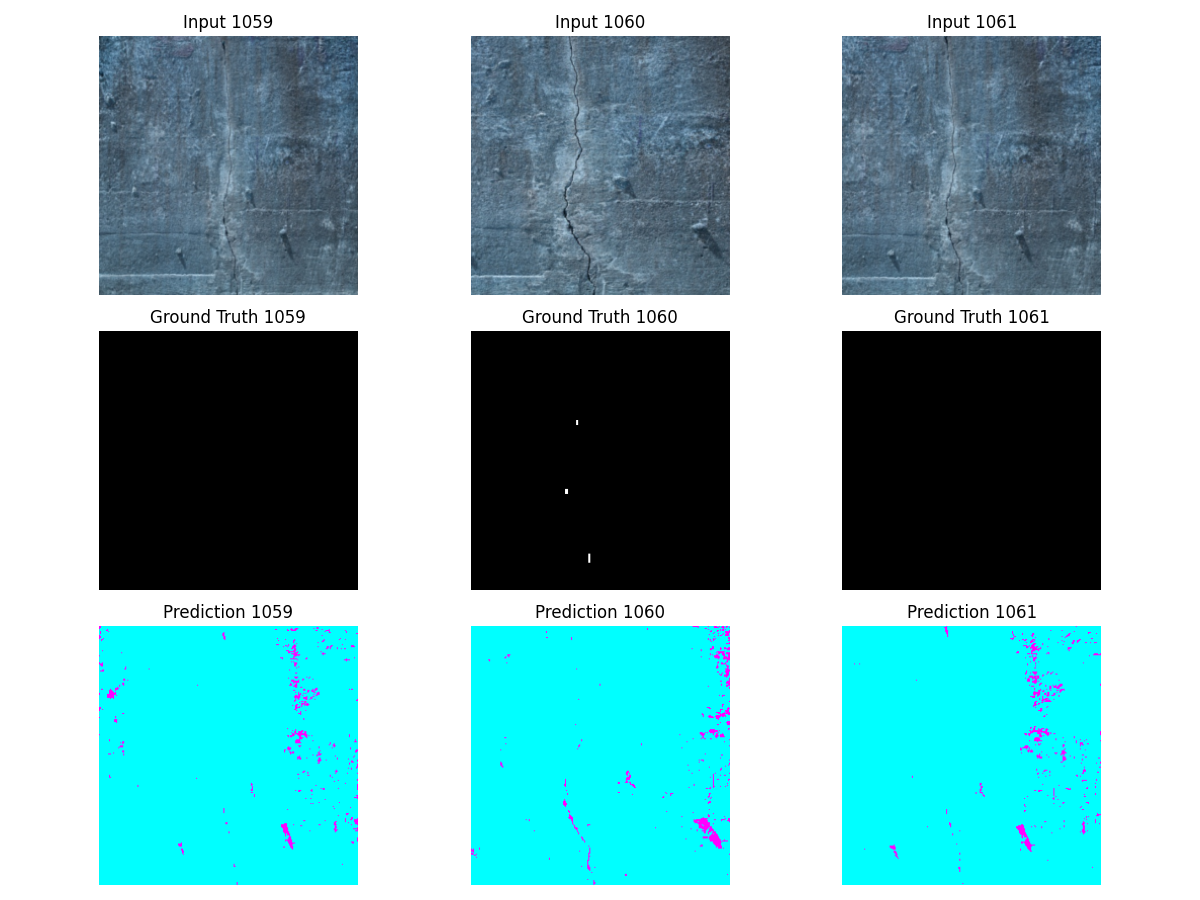 Input 1059
Input 1060
Input 1061
Ground Truth 1059
Ground Truth 1060
Ground Truth 1061
Prediction 1059
Prediction 1060
Prediction 1061